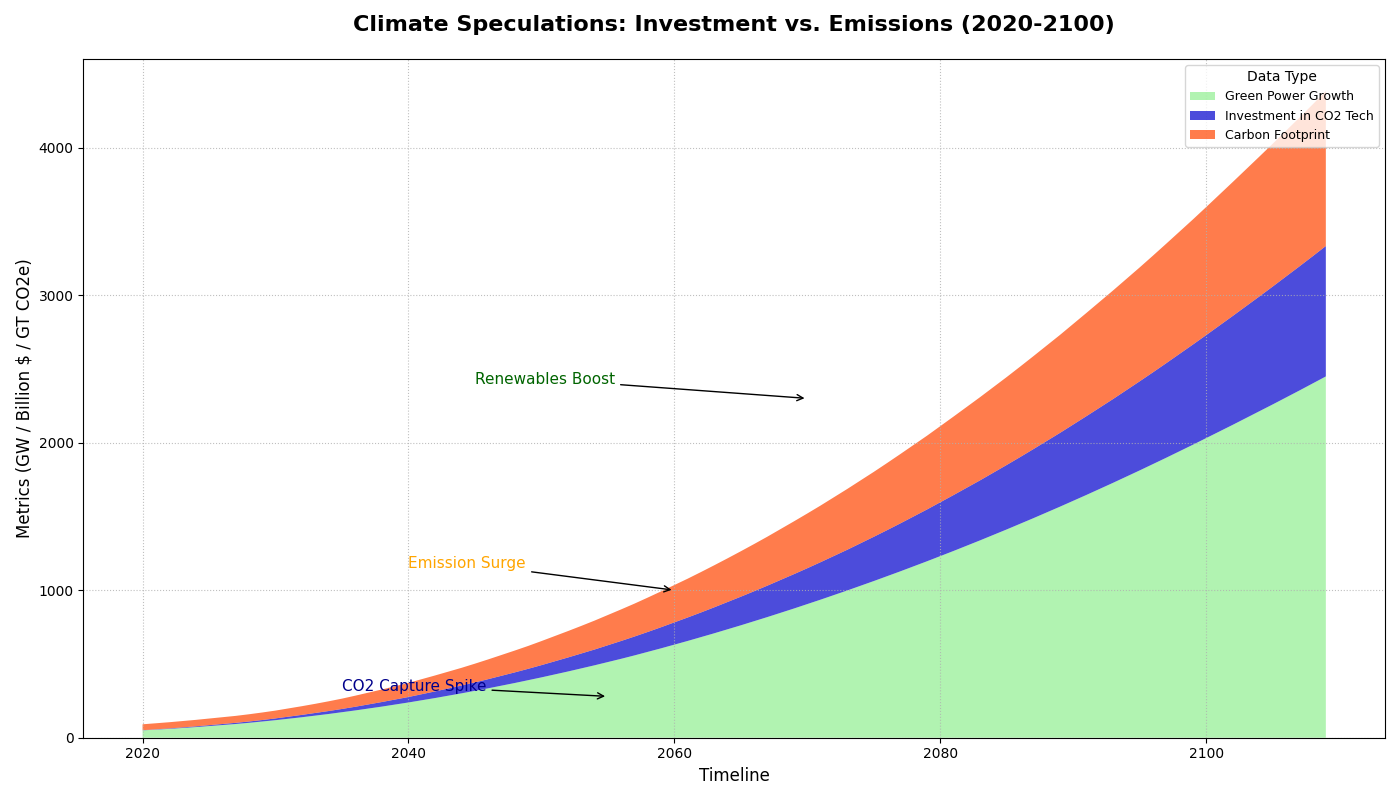 Climate Speculations: Investment vs. Emissions (2020-2100)
Data Type
Green Power Growth
Investment in CO2 Tech
Carbon Footprint
Metrics (GW / Billion $ / GT CO2e)
4000
3000
2000
1000
0
Renewables Boost
Emission Surge
CO2 Capture Spike
2020
2040
2060
2080
2100
Timeline